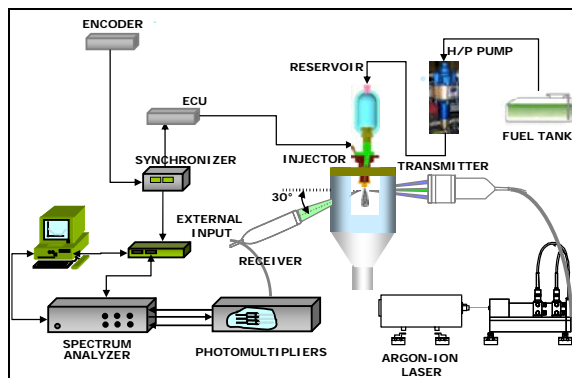 ENCODER
H/P PUMP
RESERVOIR
ECU
FUEL TANK
SYNCHRONIZER
INJECTOR
TRANSMITTER
30°
EXTERNAL
INPUT
RECEIVER
SPECTRUM
ANALYZER
PHOTOMULTIPLIERS
ARGON-ION
LASER